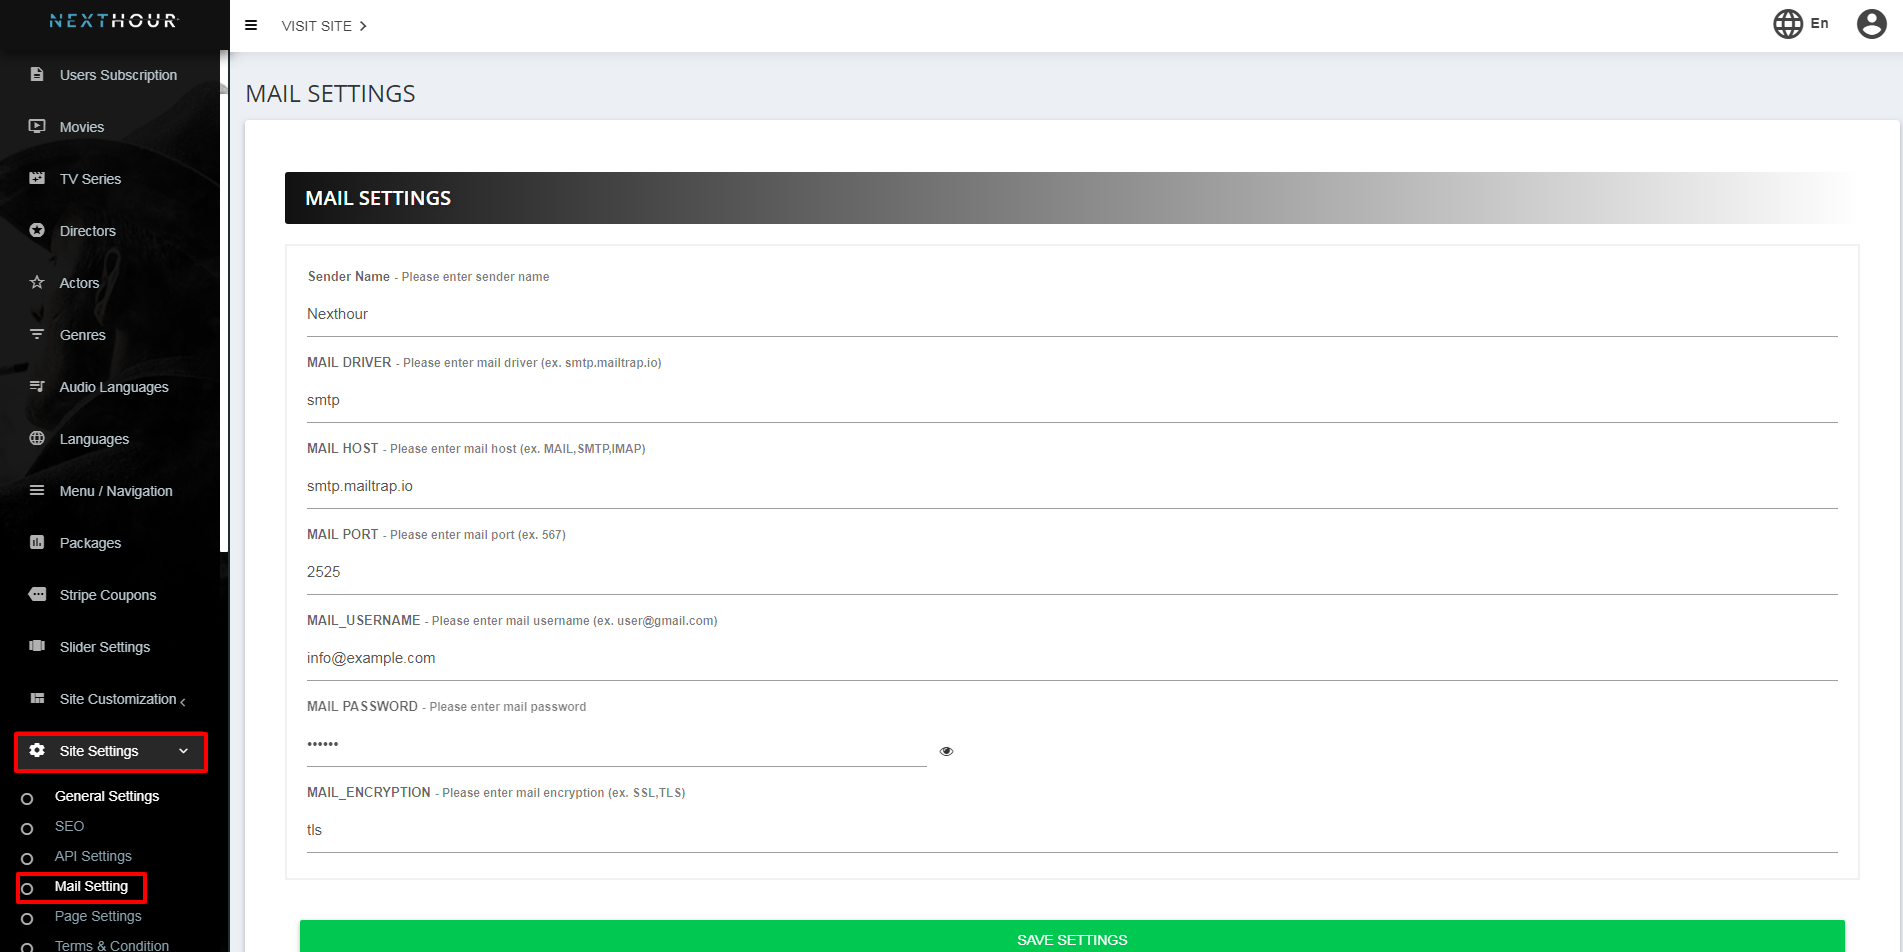 NEXTHOUR
VISIT SITE
En
Users Subscription
Movies
TV Series
Directors
Actors
Genres
Audio Languages
Languages
Menu / Navigation
Packages
Stripe Coupons
Slider Settings
Site Customization
Site Settings
General Settings
SEO
API Settings
Mail Setting
Page Settings
Terms & Condition
MAIL SETTINGS
MAIL SETTINGS
Sender Name - Please enter sender name
Nexthour
MAIL DRIVER - Please enter mail driver (ex. smtp.mailtrap.io)
smtp
MAIL HOST - Please enter mail host (ex. MAIL,SMTP,IMAP)
smtp.mailtrap.io
MAIL PORT - Please enter mail port (ex. 567)
2525
MAIL_USERNAME - Please enter mail username (ex. user@gmail.com)
info@example.com
MAIL PASSWORD - Please enter mail password
••••••
MAIL_ENCRYPTION - Please enter mail encryption (ex. SSL,TLS)
tls
SAVE SETTINGS